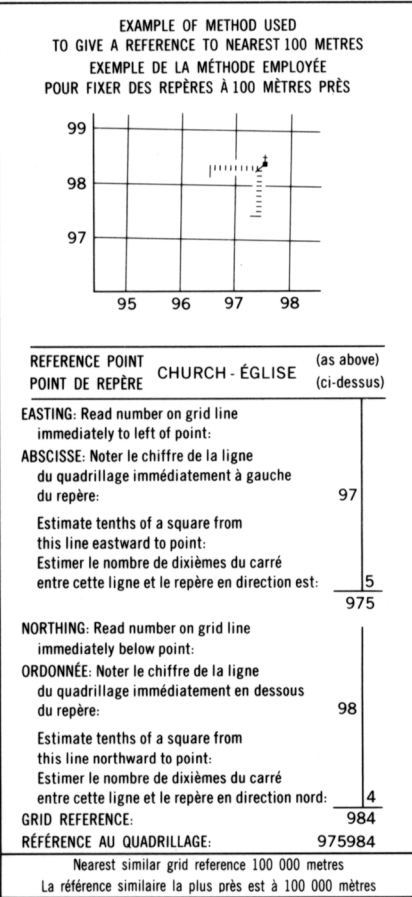 EXAMPLE OF METHOD USED
TO GIVE A REFERENCE TO NEAREST 100 METRES
EXEMPLE DE LA MÉTHODE EMPLOYÉE
POUR FIXER DES REPÈRES À 100 MÈTRES PRÈS
99
98
97
95 96 97 98
REFERENCE POINT
POINT DE REPÈRE
CHURCH - ÉGLISE
(as above)
(ci-dessus)
EASTING: Read number on grid line
immediately to left of point:
ABSCISSE: Noter le chiffre de la ligne
du quadrillage immédiatement à gauche
du repère: 97
Estimate tenths of a square from
this line eastward to point:
Estimer le nombre de dixièmes du carré
entre cette ligne et le repère en direction est: 5
975
NORTHING: Read number on grid line
immediately below point:
ORDONNÉE: Noter le chiffre de la ligne
du quadrillage immédiatement en dessous
du repère: 98
Estimate tenths of a square from
this line northward to point:
Estimer le nombre de dixièmes du carré
entre cette ligne et le repère en direction nord: 4
GRID REFERENCE: 984
RÉFÉRENCE AU QUADRILLAGE: 975984
Nearest similar grid reference 100 000 metres
La référence similaire la plus près est à 100 000 mètres